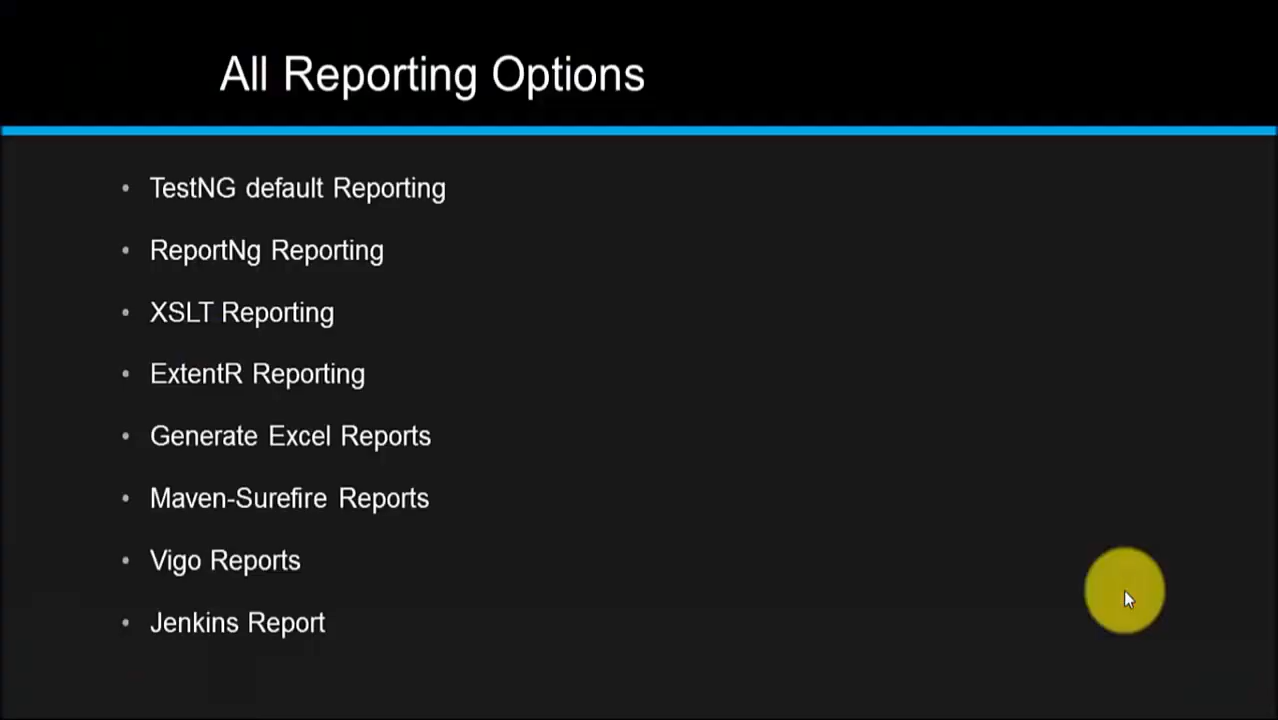 All Reporting Options
• TestNG default Reporting
• ReportNg Reporting
• XSLT Reporting
• ExtentR Reporting
• Generate Excel Reports
• Maven-Surefire Reports
• Vigo Reports
• Jenkins Report